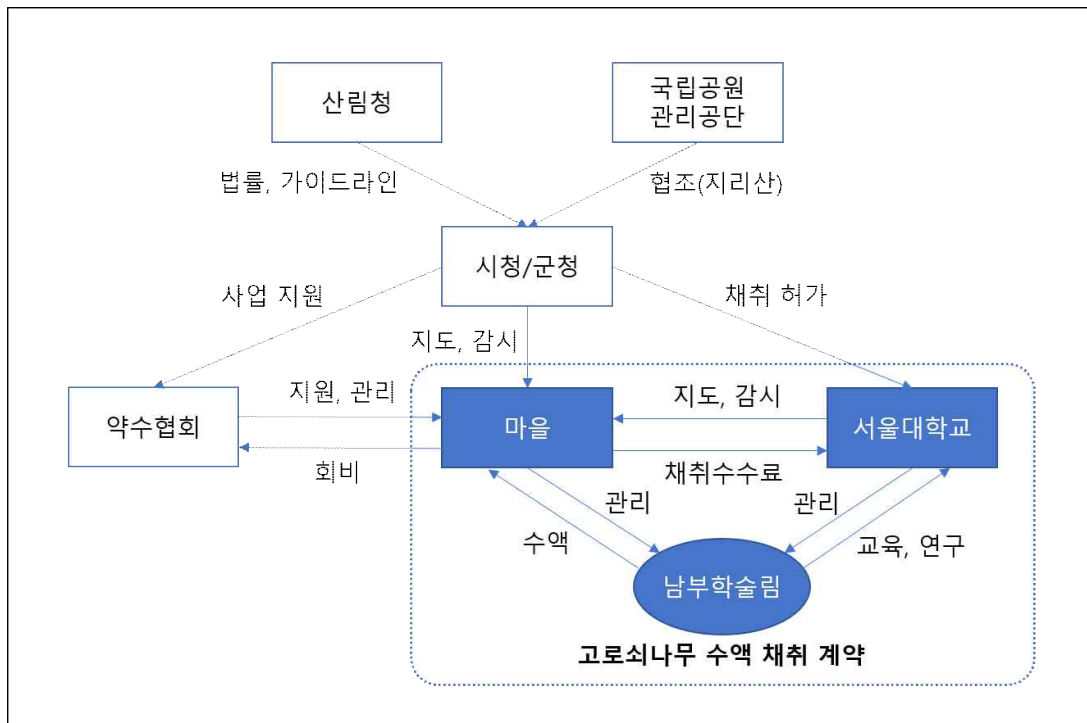 산림청
국립공원
관리공단
법률, 가이드라인
협조(지리산)
시청/군청
사업 지원
채취 허가
지도, 감시
약수협회
지원, 관리
회비
마을
지도, 감시
채취수수료
서울대학교
관리
수액
관리
교육, 연구
남부학술림
고로쇠나무 수액 채취 계약